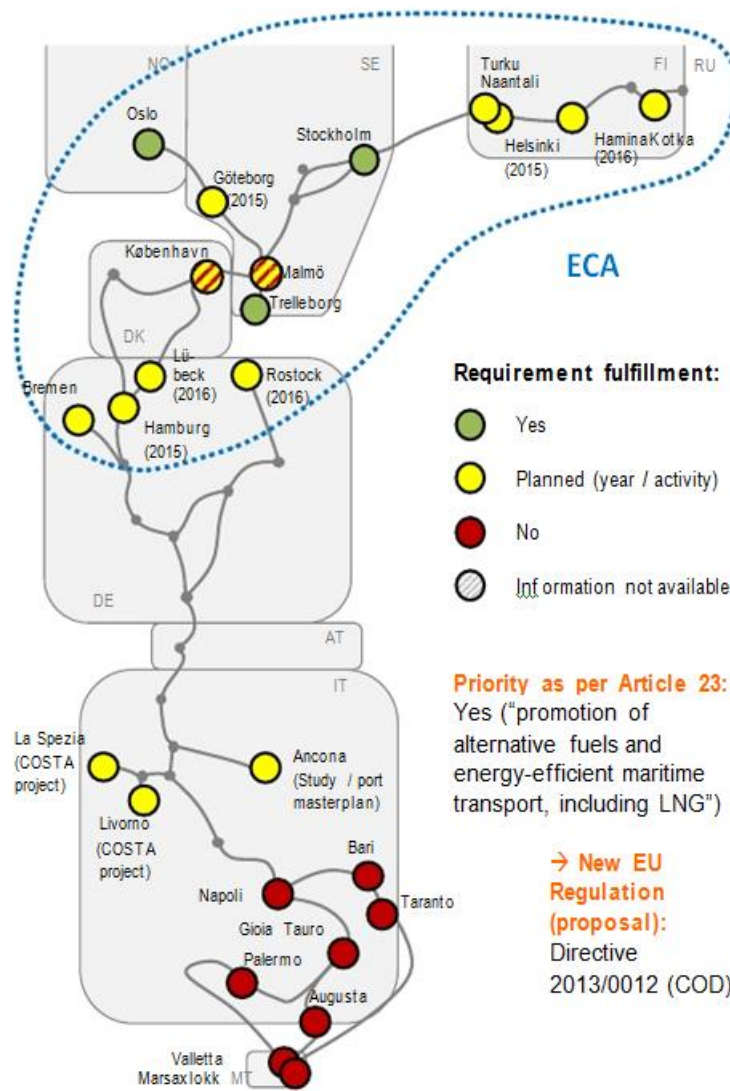 NO
SE
FI
RU
Turku
Naantali
Oslo
Stockholm
Helsinki
(2015)
HaminaKotka
(2016)
Göteborg
(2015)
København
Malmö
ECA
Trelleborg
DK
Lü-
beck
(2016)
Rostock
(2016)
Bremen
Hamburg
(2015)
DE
Requirement fulfillment:
Yes
Planned (year / activity)
No
Information not available
AT
IT
La Spezia
(COSTA
project)
Ancona
(Study / port
masterplan)
Livorno
(COSTA
project)
Priority as per Article 23:
Yes (“promotion of
alternative fuels and
energy-efficient maritime
transport, including LNG”)
Bari
Napoli
Taranto
Gioia Tauro
Palermo
Augusta
Valletta
Marsaxlokk
MT
→ New EU
Regulation
(proposal):
Directive
2013/0012 (COD)